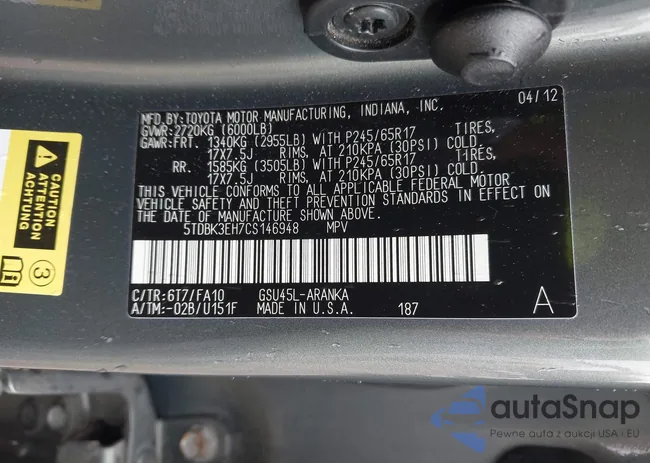 MFD.BY:TOYOTA MOTOR MANUFACTURING, INDIANA, INC. 04/12
GVWR:2720KG (6000LB)
GAWR:FRT. 1340KG (2955LB) WITH P245/65R17 TIRES,
17X7.5J RIMS, AT 210KPA (30PSI) COLD.
RR. 1585KG (3505LB) WITH P245/65R17 TIRES,
17X7.5J RIMS, AT 210KPA (30PSI) COLD.
THIS VEHICLE CONFORMS TO ALL APPLICABLE FEDERAL MOTOR
VEHICLE SAFETY AND THEFT PREVENTION STANDARDS IN EFFECT ON
THE DATE OF MANUFACTURE SHOWN ABOVE.
5TDBK3EH7CS146948 MPV
C/TR:6T7/FA10 GSU45L-ARANKA
A/TM:-02B/U151F MADE IN U.S.A. 187 A
CAUTION
ATTENTION
ACHTUNG
i
3
autoSnap
Pewne auta z aukcji USA i EU